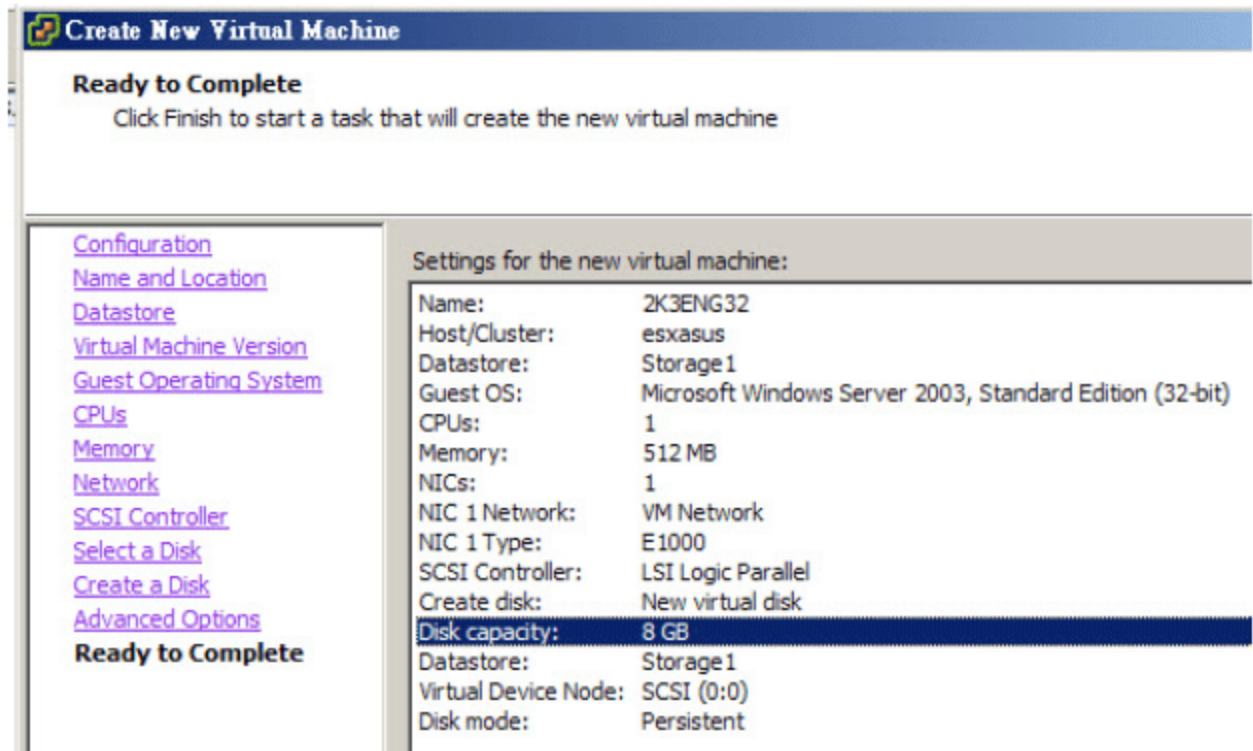 Create New Virtual Machine
Ready to Complete
Click Finish to start a task that will create the new virtual machine
Configuration
Name and Location
Datastore
Virtual Machine Version
Guest Operating System
CPUs
Memory
Network
SCSI Controller
Select a Disk
Create a Disk
Advanced Options
Ready to Complete
Settings for the new virtual machine:
Name: 2K3ENG32
Host/Cluster: esxasus
Datastore: Storage1
Guest OS: Microsoft Windows Server 2003, Standard Edition (32-bit)
CPUs: 1
Memory: 512 MB
NICs: 1
NIC 1 Network: VM Network
NIC 1 Type: E1000
SCSI Controller: LSI Logic Parallel
Create disk: New virtual disk
Disk capacity: 8 GB
Datastore: Storage1
Virtual Device Node: SCSI (0:0)
Disk mode: Persistent